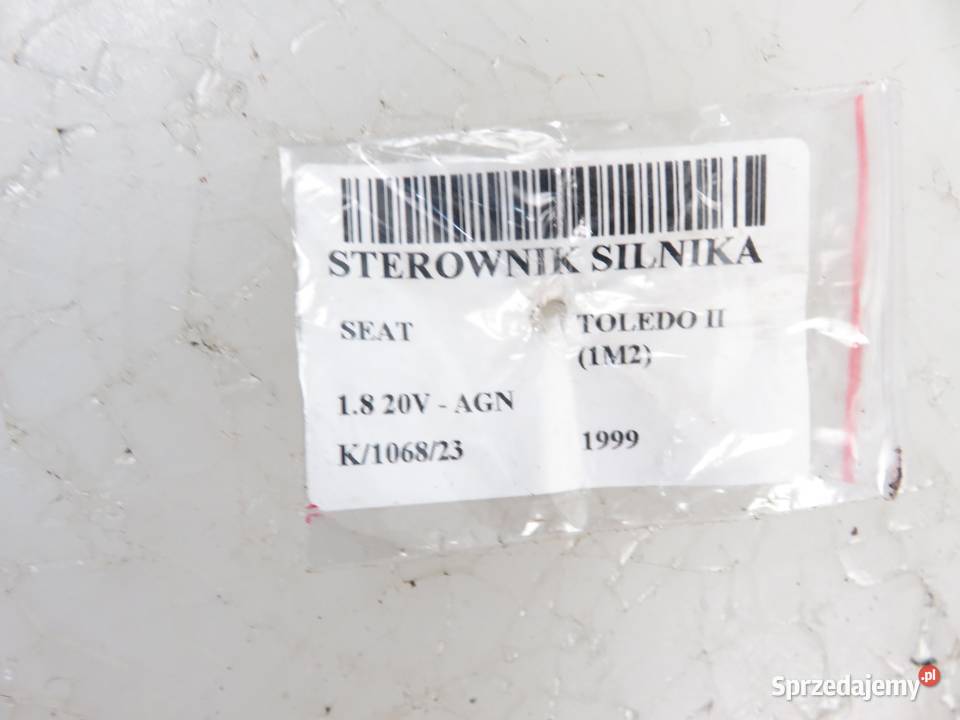 STEROWNIK SILNIKA
SEAT TOLEDO II
(1M2)
1.8 20V - AGN
K/1068/23 1999
Sprzedajemy.pl